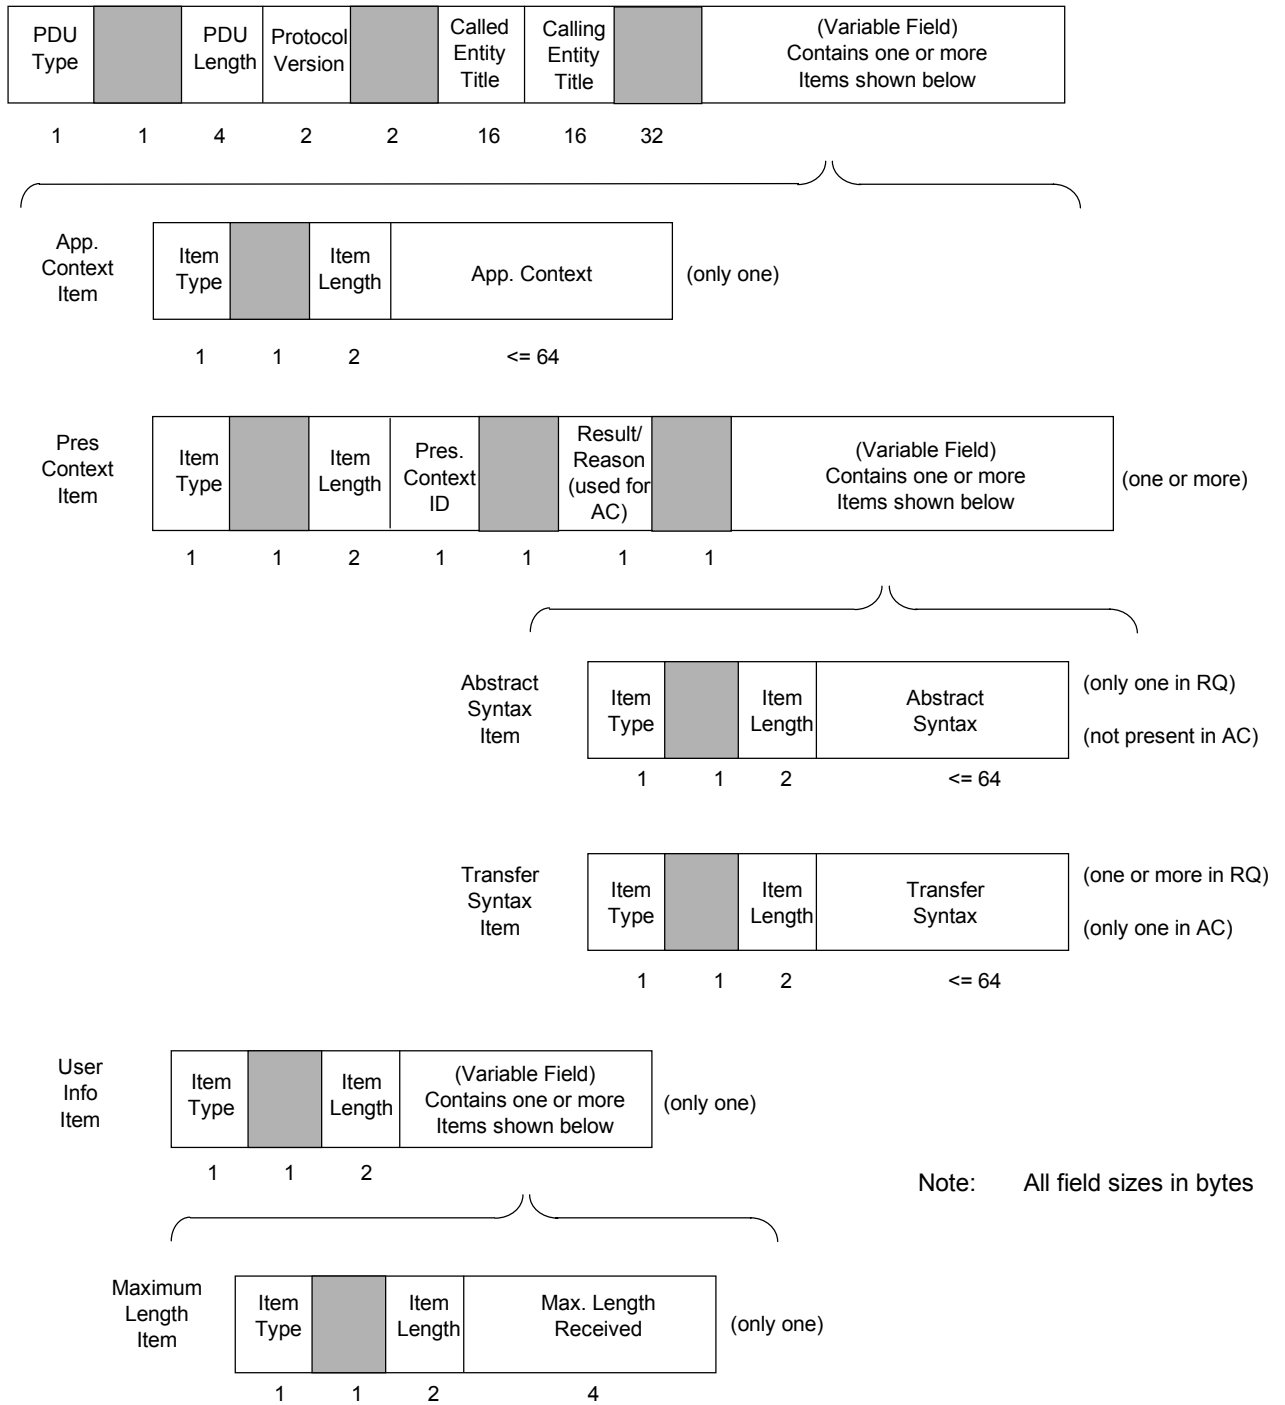 PDU
Type
PDU
Length
Protocol
Version
Called
Entity
Title
Calling
Entity
Title
(Variable Field)
Contains one or more
Items shown below
1 1 4 2 2 16 16 32
App.
Context
Item
Item
Type
Item
Length
App. Context
(only one)
1 1 2 <= 64
Pres
Context
Item
Item
Type
Item
Length
Pres.
Context
ID
Result/
Reason
(used for
AC)
(Variable Field)
Contains one or more
Items shown below
(one or more)
1 1 2 1 1 1 1
Abstract
Syntax
Item
Item
Type
Item
Length
Abstract
Syntax
(only one in RQ)
(not present in AC)
1 1 2 <= 64
Transfer
Syntax
Item
Item
Type
Item
Length
Transfer
Syntax
(one or more in RQ)
(only one in AC)
1 1 2 <= 64
User
Info
Item
Item
Type
Item
Length
(Variable Field)
Contains one or more
Items shown below
(only one)
1 1 2
Note: All field sizes in bytes
Maximum
Length
Item
Item
Type
Item
Length
Max. Length
Received
(only one)
1 1 2 4